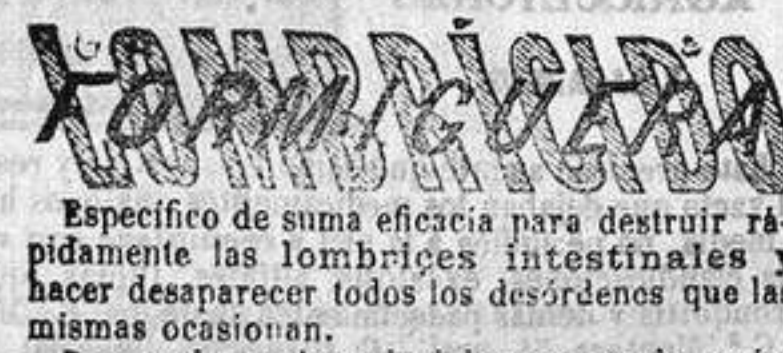 LOMBRICIDA
Específico de suma eficacia para destruir rá-
pidamente las lombrices intestinales y
hacer desaparecer todos los desórdenes que las
mismas ocasionan.